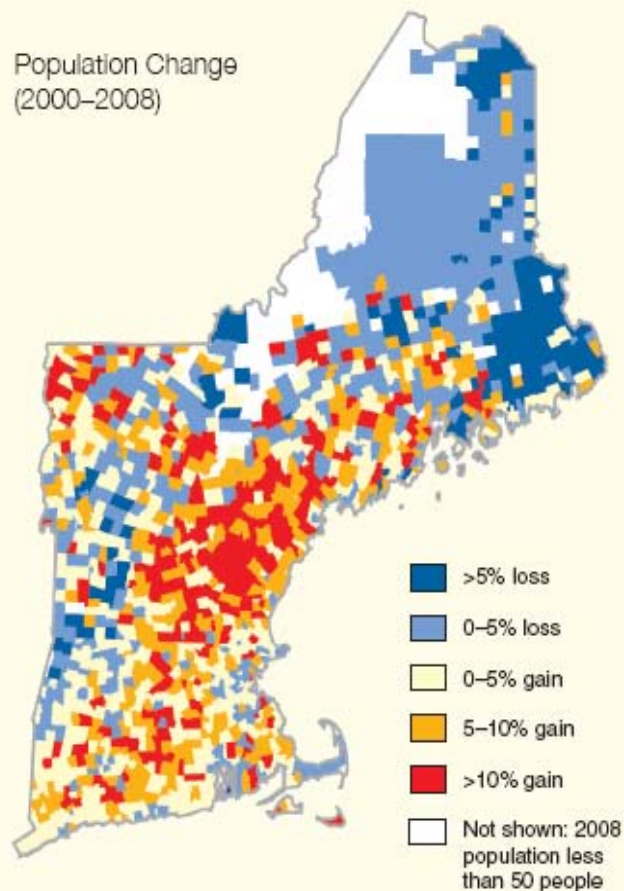 Population Change
(2000–2008)
>5% loss
0–5% loss
0–5% gain
5–10% gain
>10% gain
Not shown: 2008
population less
than 50 people